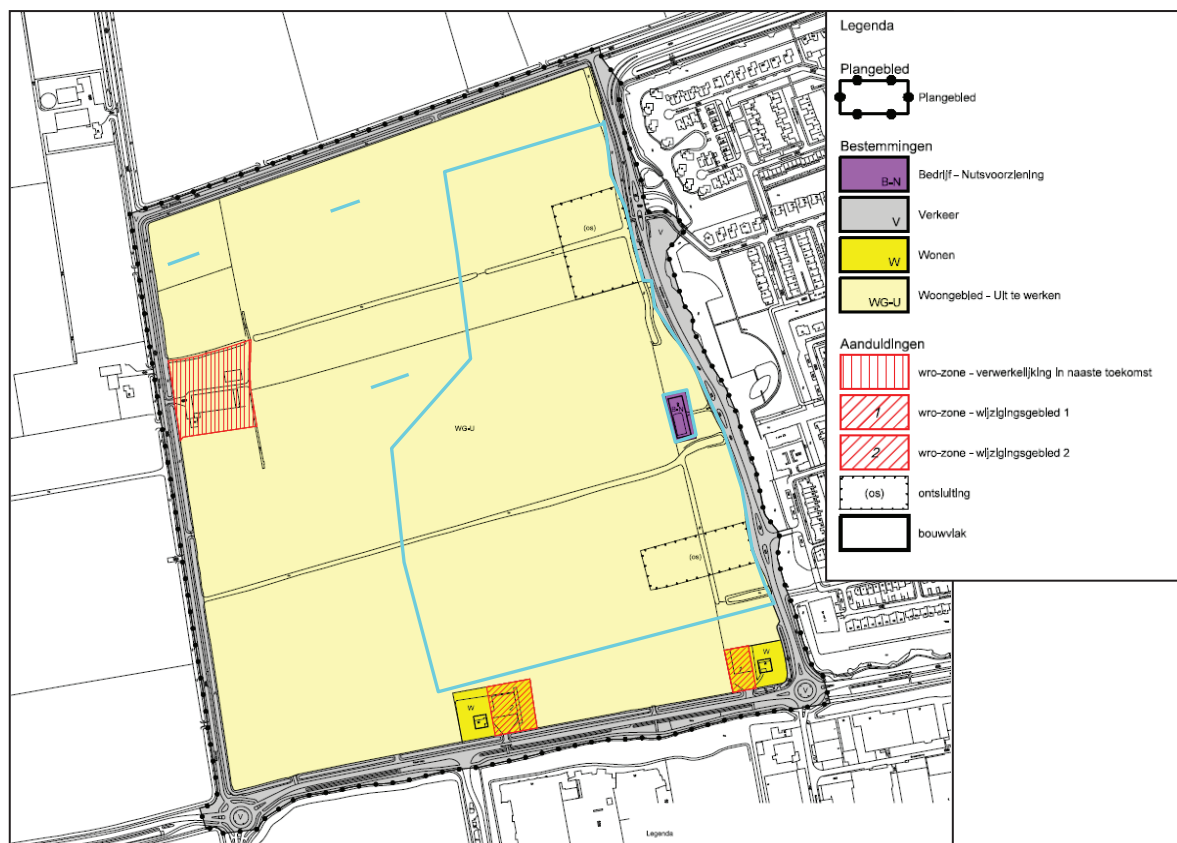 Legenda
Plangebied
Plangebied
Bestemmingen
B-N
Bedrijf - Nutsvoorziening
V
Verkeer
W
Wonen
WG-U
Woongebied - Uit te werken
Aanduidingen
wro-zone - verwerkelijking in naaste toekomst
1
wro-zone - wijzigingsgebied 1
2
wro-zone - wijzigingsgebied 2
(os)
ontsluiting
bouwvlak
(os)
V
B-N
WG-U
(os)
W
W
2
V
V
Legenda